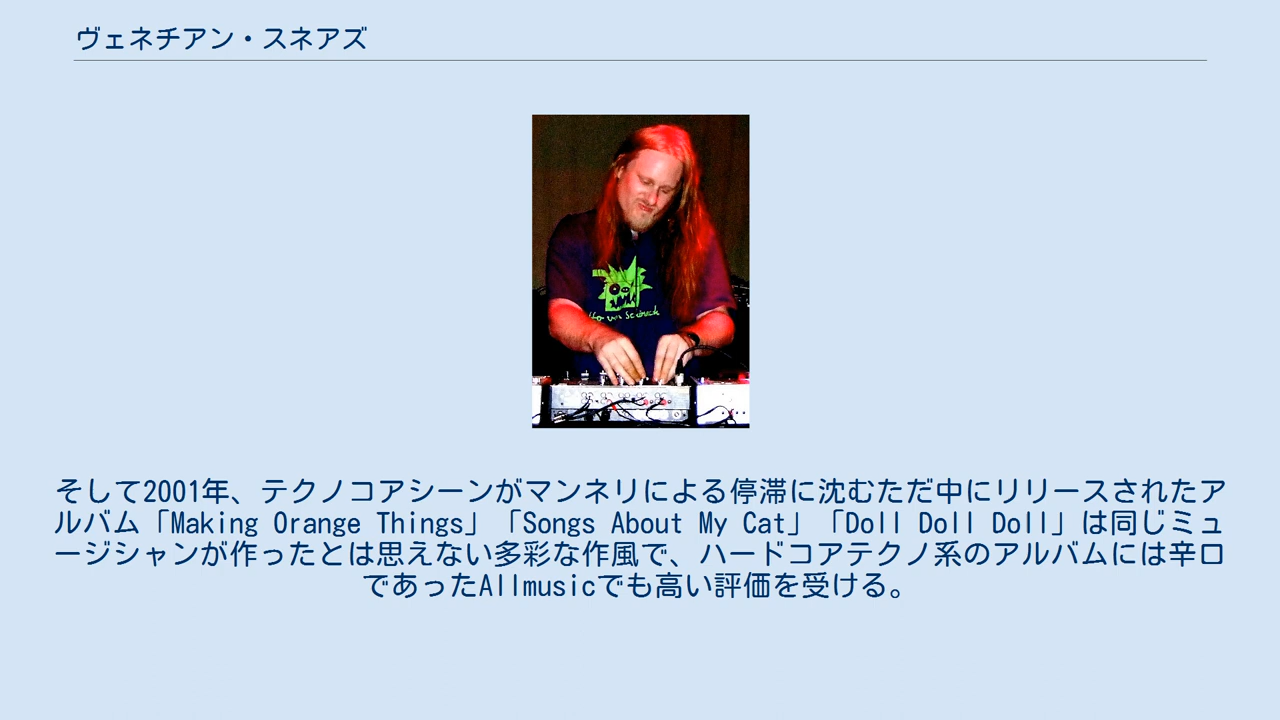 ヴェネチアン・スネアズ
そして2001年、テクノコアシーンがマンネリによる停滞に沈むただ中にリリースされたア
ルバム「Making Orange Things」「Songs About My Cat」「Doll Doll Doll」は同じミュ
ージシャンが作ったとは思えない多彩な作風で、ハードコアテクノ系のアルバムには辛口
であったAllmusicでも高い評価を受ける。